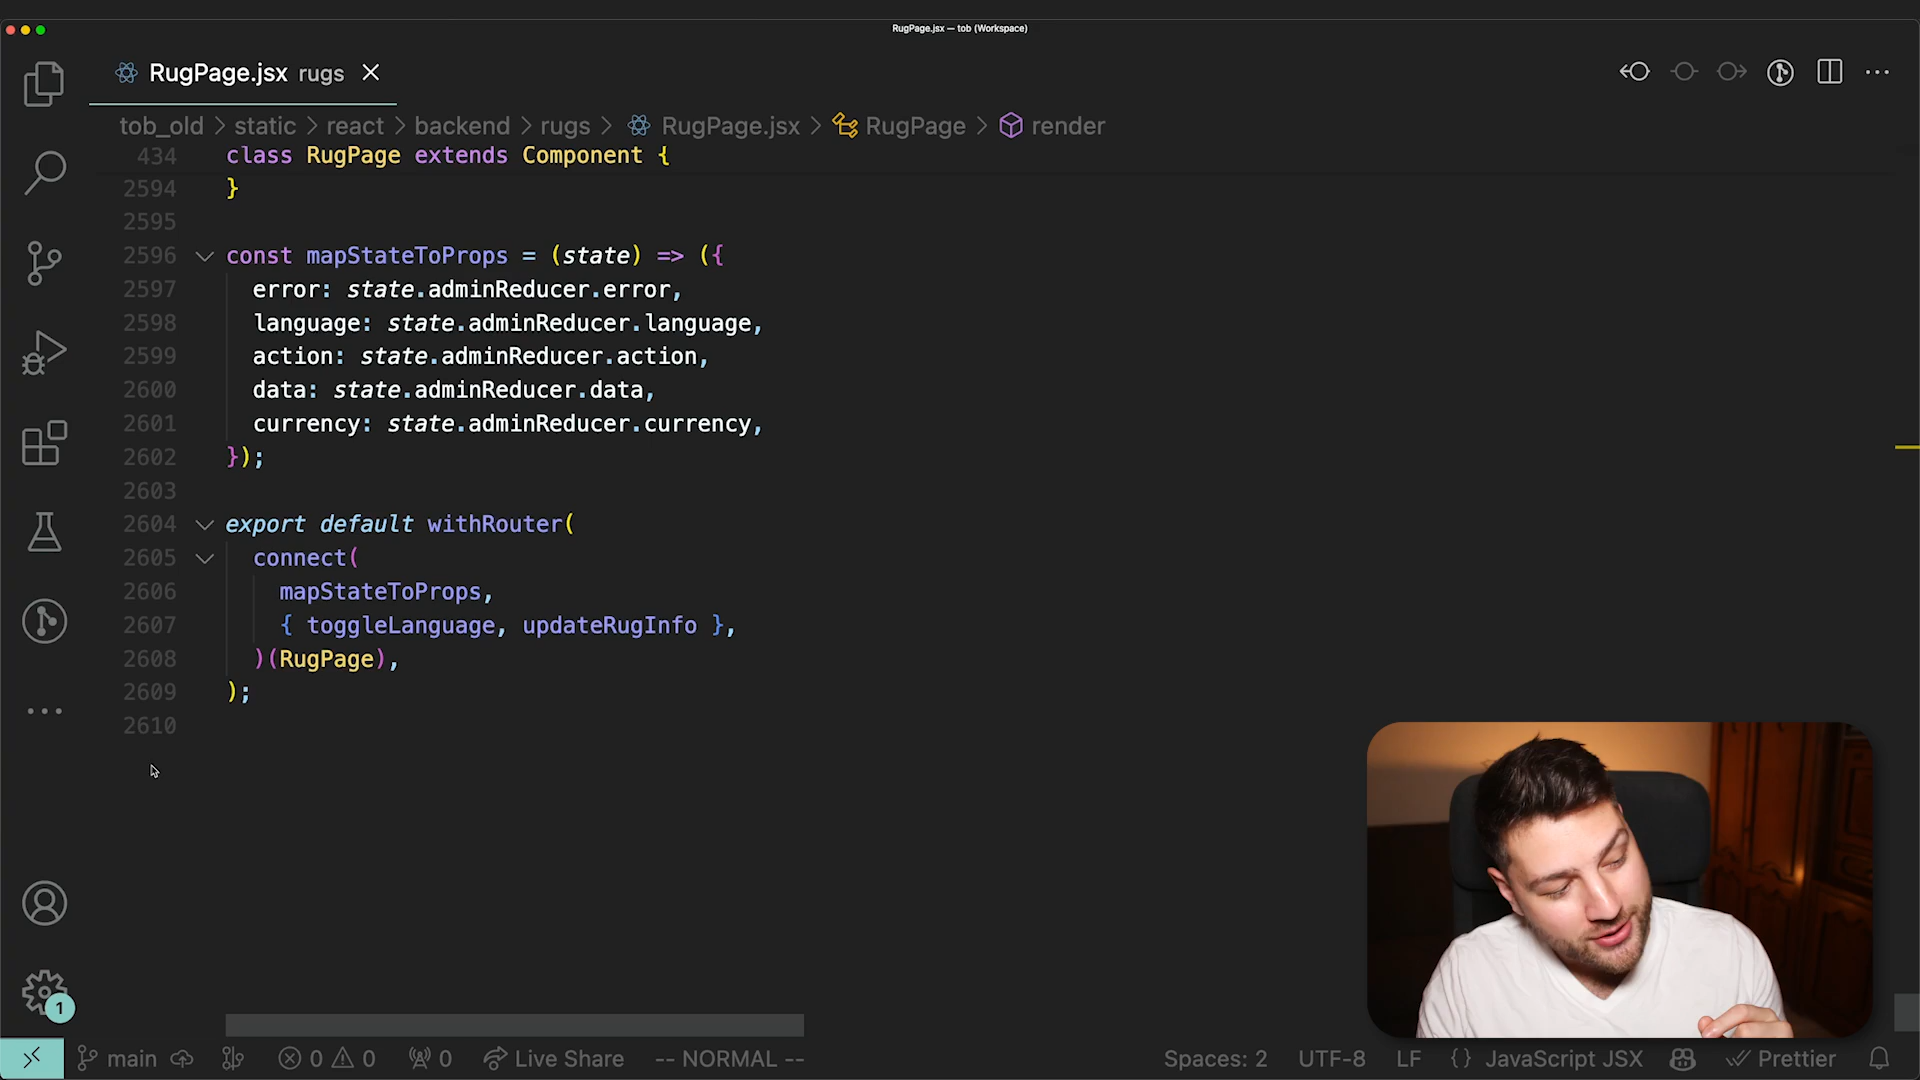 RugPage.jsx — tob (Workspace)
RugPage.jsx rugs
tob_old > static > react > backend > rugs > RugPage.jsx > RugPage > render
434 class RugPage extends Component {
2594 }
2595
2596 const mapStateToProps = (state) => ({
2597 error: state.adminReducer.error,
2598 language: state.adminReducer.language,
2599 action: state.adminReducer.action,
2600 data: state.adminReducer.data,
2601 currency: state.adminReducer.currency,
2602 });
2603
2604 export default withRouter(
2605 connect(
2606 mapStateToProps,
2607 { toggleLanguage, updateRugInfo },
2608 )(RugPage),
2609 );
2610
1
main 0 0 0 Live Share -- NORMAL -- Spaces: 2 UTF-8 LF {} JavaScript JSX Prettier